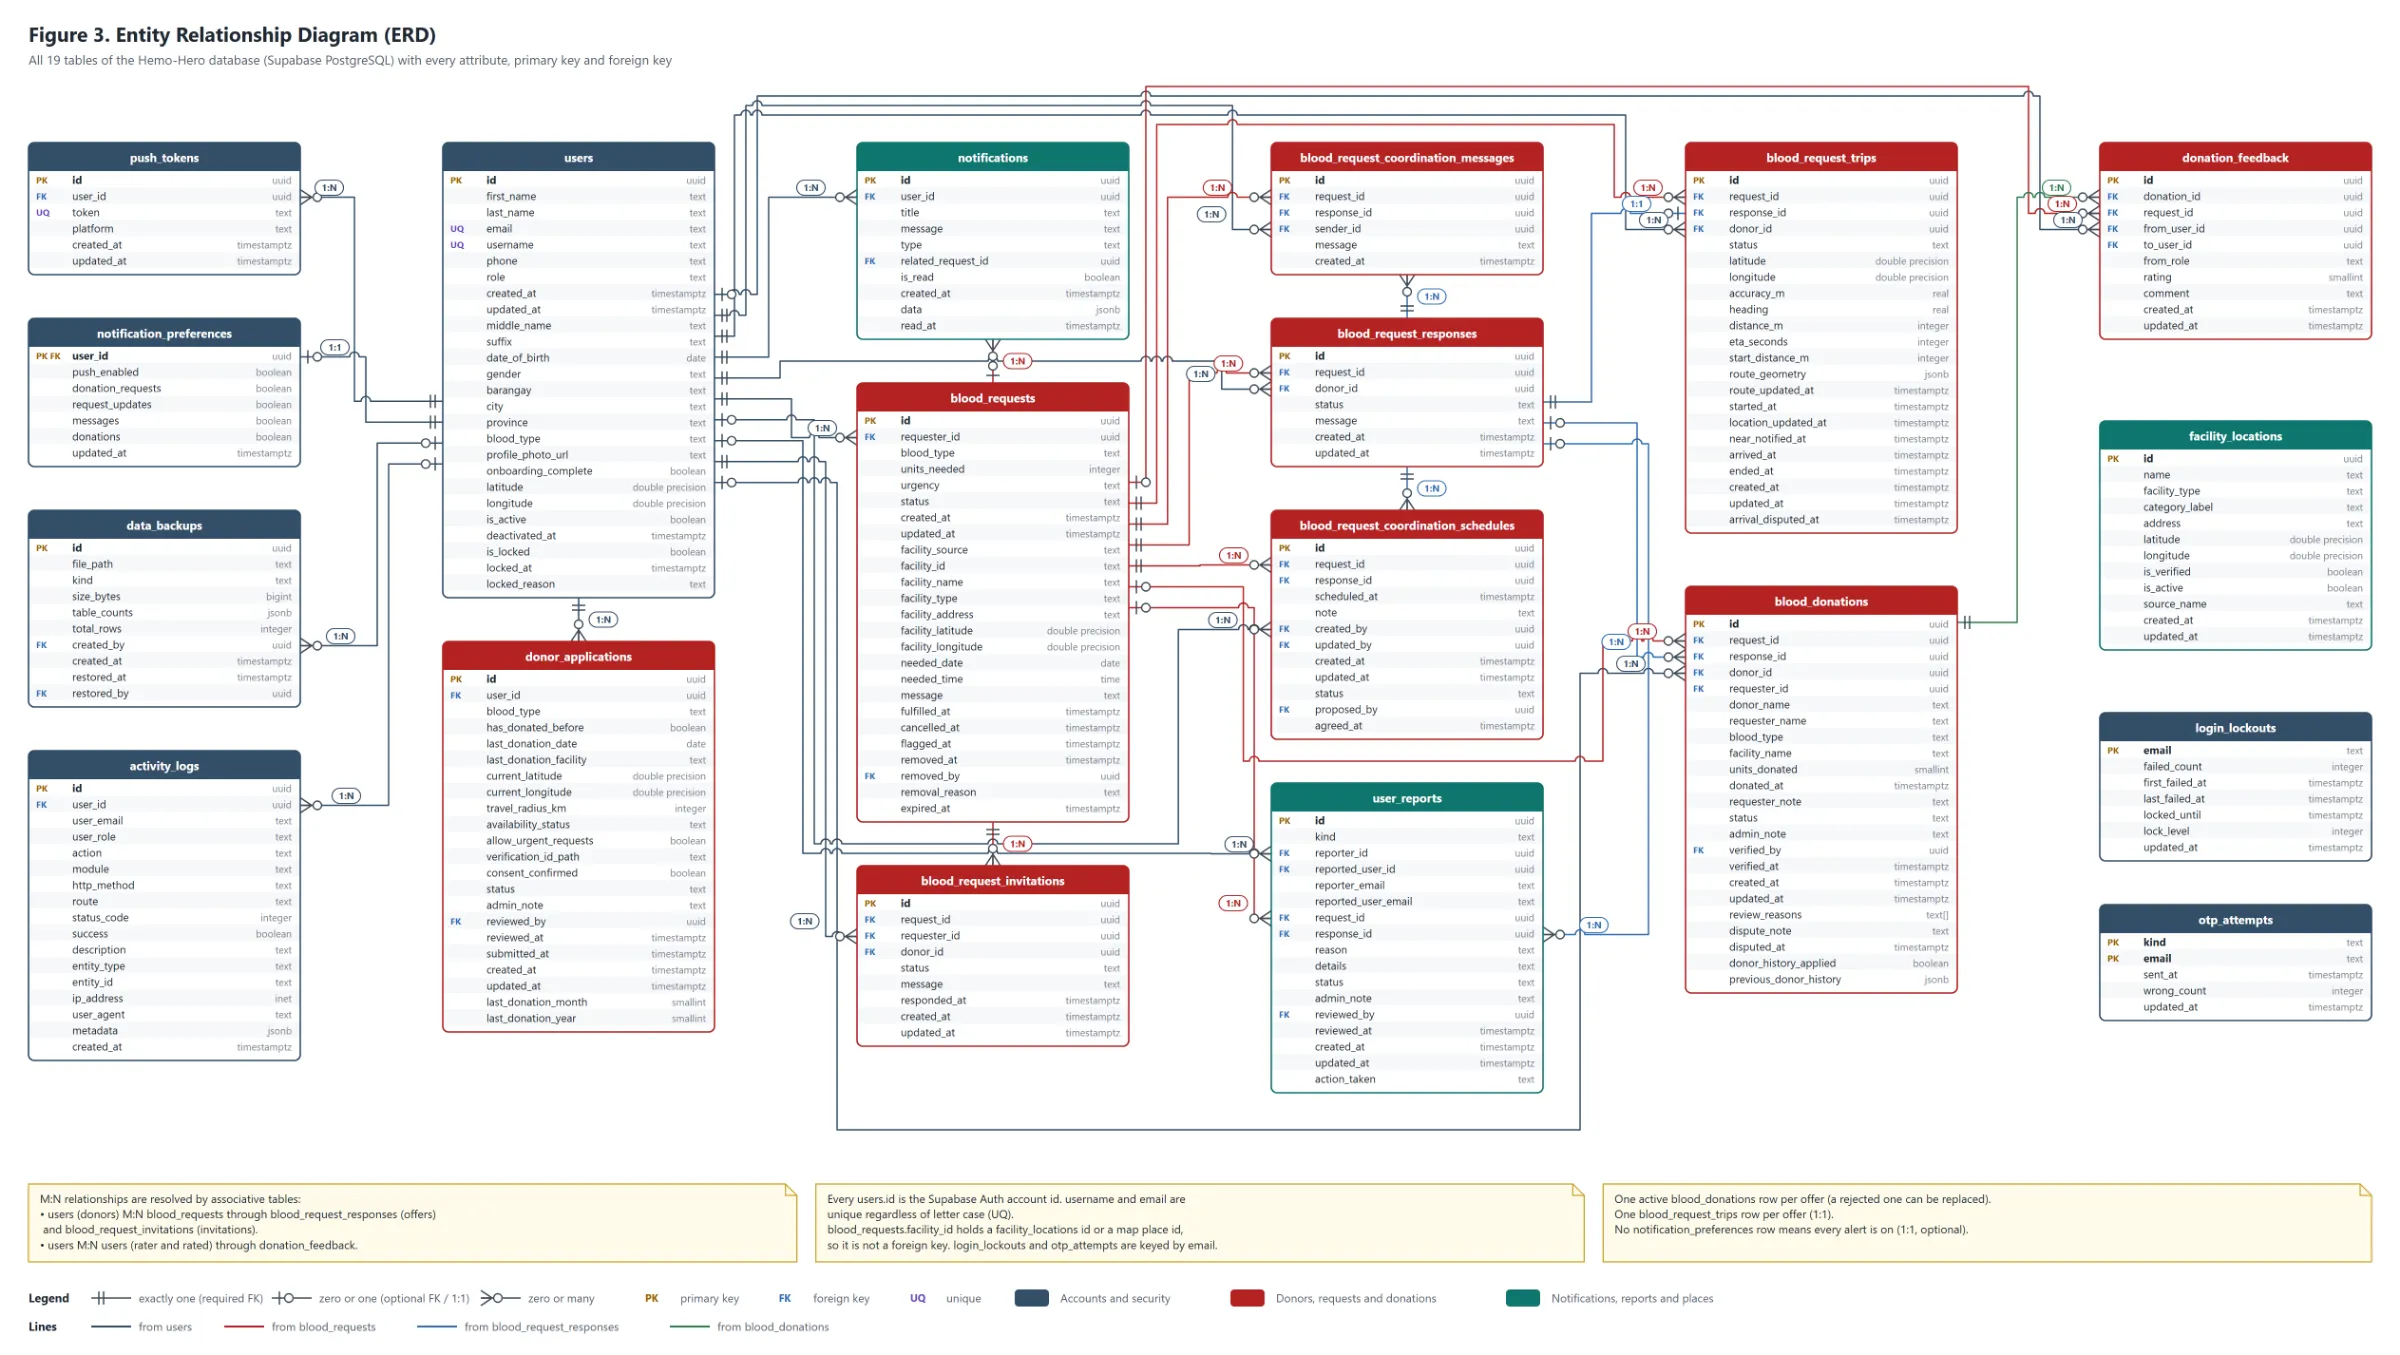 Figure 3. Entity Relationship Diagram (ERD)
All 19 tables of the Hemo-Hero database (Supabase PostgreSQL) with every attribute, primary key and foreign key
push_tokens
PK id uuid
FK user_id uuid
UQ token text
platform text
created_at timestamptz
updated_at timestamptz
1:N
notification_preferences
PK FK user_id uuid
push_enabled boolean
donation_requests boolean
request_updates boolean
messages boolean
donations boolean
updated_at timestamptz
1:1
data_backups
PK id uuid
file_path text
kind text
size_bytes bigint
table_counts jsonb
total_rows integer
FK created_by uuid
created_at timestamptz
restored_at timestamptz
FK restored_by uuid
1:N
activity_logs
PK id uuid
FK user_id uuid
user_email text
user_role text
action text
module text
http_method text
route text
status_code integer
success boolean
description text
entity_type text
entity_id text
ip_address inet
user_agent text
metadata jsonb
created_at timestamptz
1:N
users
PK id uuid
first_name text
last_name text
UQ email text
UQ username text
phone text
role text
created_at timestamptz
updated_at timestamptz
middle_name text
suffix text
date_of_birth date
gender text
barangay text
city text
province text
blood_type text
profile_photo_url text
onboarding_complete boolean
latitude double precision
longitude double precision
is_active boolean
deactivated_at timestamptz
is_locked boolean
locked_at timestamptz
locked_reason text
1:N
donor_applications
PK id uuid
FK user_id uuid
blood_type text
has_donated_before boolean
last_donation_date date
last_donation_facility text
current_latitude double precision
current_longitude double precision
travel_radius_km integer
availability_status text
allow_urgent_requests boolean
verification_id_path text
consent_confirmed boolean
status text
admin_note text
FK reviewed_by uuid
reviewed_at timestamptz
submitted_at timestamptz
created_at timestamptz
updated_at timestamptz
last_donation_month smallint
last_donation_year smallint
1:N
notifications
PK id uuid
FK user_id uuid
title text
message text
type text
FK related_request_id uuid
is_read boolean
created_at timestamptz
data jsonb
read_at timestamptz
1:N
1:N
blood_requests
PK id uuid
FK requester_id uuid
blood_type text
units_needed integer
urgency text
status text
created_at timestamptz
updated_at timestamptz
facility_source text
facility_id text
facility_name text
facility_type text
facility_address text
facility_latitude double precision
facility_longitude double precision
needed_date date
needed_time time
message text
fulfilled_at timestamptz
cancelled_at timestamptz
flagged_at timestamptz
removed_at timestamptz
FK removed_by uuid
removal_reason text
expired_at timestamptz
1:N
1:N
blood_request_invitations
PK id uuid
FK request_id uuid
FK requester_id uuid
FK donor_id uuid
status text
message text
responded_at timestamptz
created_at timestamptz
updated_at timestamptz
1:N
1:N
blood_request_coordination_messages
PK id uuid
FK request_id uuid
FK response_id uuid
FK sender_id uuid
message text
created_at timestamptz
1:N
1:N
1:N
blood_request_responses
PK id uuid
FK request_id uuid
FK donor_id uuid
status text
message text
created_at timestamptz
updated_at timestamptz
1:N
1:N
blood_request_coordination_schedules
PK id uuid
FK request_id uuid
FK response_id uuid
scheduled_at timestamptz
note text
FK created_by uuid
FK updated_by uuid
created_at timestamptz
updated_at timestamptz
status text
FK proposed_by uuid
agreed_at timestamptz
1:N
1:N
1:N
user_reports
PK id uuid
kind text
FK reporter_id uuid
FK reported_user_id uuid
reporter_email text
reported_user_email text
FK request_id uuid
FK response_id uuid
reason text
details text
status text
admin_note text
FK reviewed_by uuid
reviewed_at timestamptz
created_at timestamptz
updated_at timestamptz
action_taken text
1:N
1:N
1:N
blood_request_trips
PK id uuid
FK request_id uuid
FK response_id uuid
FK donor_id uuid
status text
latitude double precision
longitude double precision
accuracy_m real
heading real
distance_m integer
eta_seconds integer
start_distance_m integer
route_geometry jsonb
route_updated_at timestamptz
started_at timestamptz
location_updated_at timestamptz
near_notified_at timestamptz
arrived_at timestamptz
ended_at timestamptz
created_at timestamptz
updated_at timestamptz
arrival_disputed_at timestamptz
1:N
1:1
1:N
blood_donations
PK id uuid
FK request_id uuid
FK response_id uuid
FK donor_id uuid
FK requester_id uuid
donor_name text
requester_name text
blood_type text
facility_name text
units_donated smallint
donated_at timestamptz
requester_note text
status text
admin_note text
FK verified_by uuid
verified_at timestamptz
created_at timestamptz
updated_at timestamptz
review_reasons text[]
dispute_note text
disputed_at timestamptz
donor_history_applied boolean
previous_donor_history jsonb
1:N
1:N
1:N
donation_feedback
PK id uuid
FK donation_id uuid
FK request_id uuid
FK from_user_id uuid
FK to_user_id uuid
from_role text
rating smallint
comment text
created_at timestamptz
updated_at timestamptz
1:N
1:N
1:N
facility_locations
PK id uuid
name text
facility_type text
category_label text
address text
latitude double precision
longitude double precision
is_verified boolean
is_active boolean
source_name text
created_at timestamptz
updated_at timestamptz
login_lockouts
PK email text
failed_count integer
first_failed_at timestamptz
last_failed_at timestamptz
locked_until timestamptz
lock_level integer
updated_at timestamptz
otp_attempts
PK kind text
PK email text
sent_at timestamptz
wrong_count integer
updated_at timestamptz
M:N relationships are resolved by associative tables:
• users (donors) M:N blood_requests through blood_request_responses (offers)
and blood_request_invitations (invitations).
• users M:N users (rater and rated) through donation_feedback.
Every users.id is the Supabase Auth account id. username and email are
unique regardless of letter case (UQ).
blood_requests.facility_id holds a facility_locations id or a map place id,
so it is not a foreign key. login_lockouts and otp_attempts are keyed by email.
One active blood_donations row per offer (a rejected one can be replaced).
One blood_request_trips row per offer (1:1).
No notification_preferences row means every alert is on (1:1, optional).
Legend exactly one (required FK) zero or one (optional FK / 1:1) zero or many PK primary key FK foreign key UQ unique Accounts and security Donors, requests and donations Notifications, reports and places
Lines from users from blood_requests from blood_request_responses from blood_donations